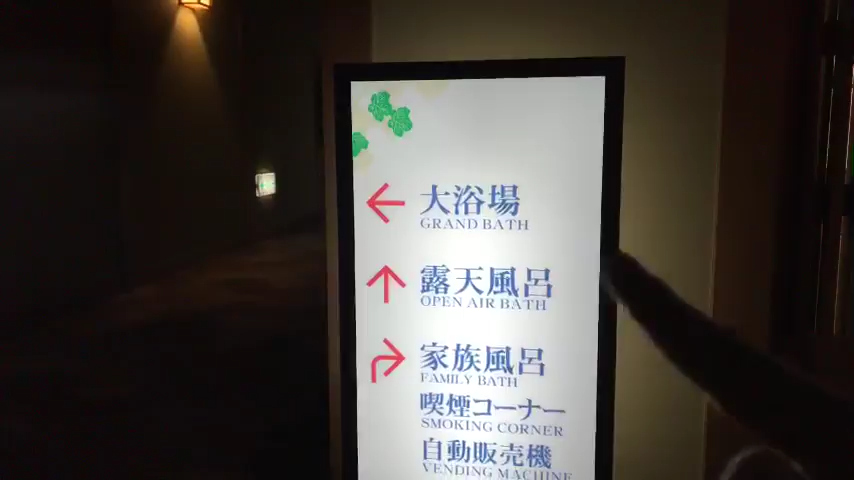 大浴場
GRAND BATH
露天風呂
OPEN AIR BATH
家族風呂
FAMILY BATH
喫煙コーナー
SMOKING CORNER
自動販売機
VENDING MACHINE